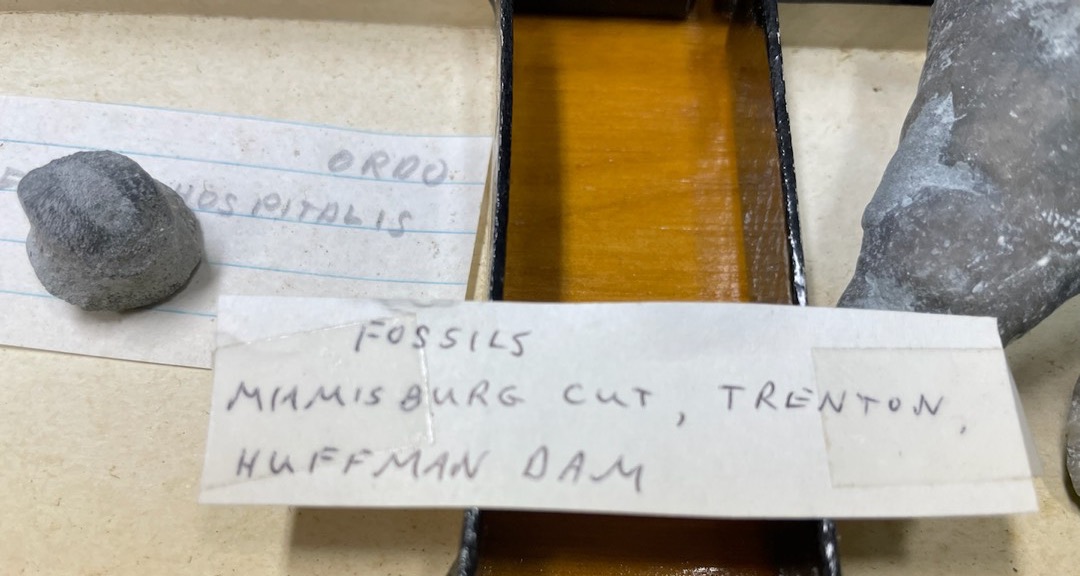 ORDO
HOSPITALIS
FOSSILS
MIAMISBURG CUT, TRENTON,
HUFFMAN DAM